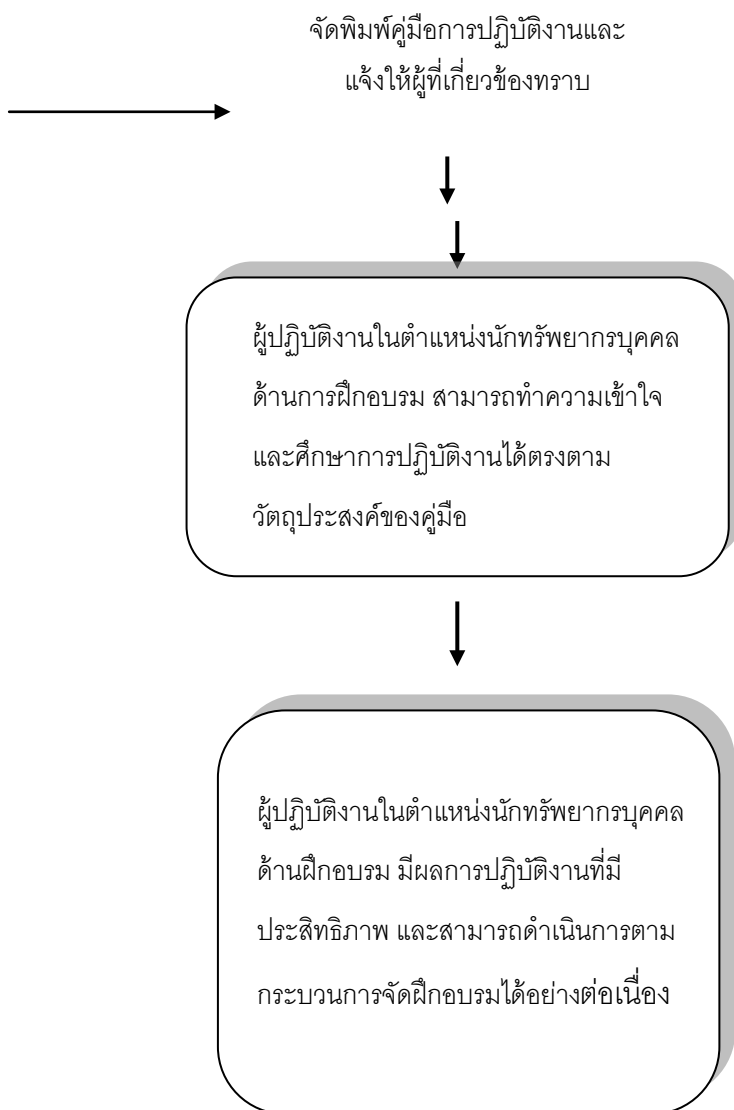 จัดพิมพ์คู่มือการปฏิบัติงานและ
แจ้งให้ผู้ที่เกี่ยวข้องทราบ
ผู้ปฏิบัติงานในตำแหน่งนักทรัพยากรบุคคล
ด้านการฝึกอบรม สามารถทำความเข้าใจ
และศึกษาการปฏิบัติงานได้ตรงตาม
วัตถุประสงค์ของคู่มือ
ผู้ปฏิบัติงานในตำแหน่งนักทรัพยากรบุคคล
ด้านฝึกอบรม มีผลการปฏิบัติงานที่มี
ประสิทธิภาพ และสามารถดำเนินการตาม
กระบวนการจัดฝึกอบรมได้อย่างต่อเนื่อง